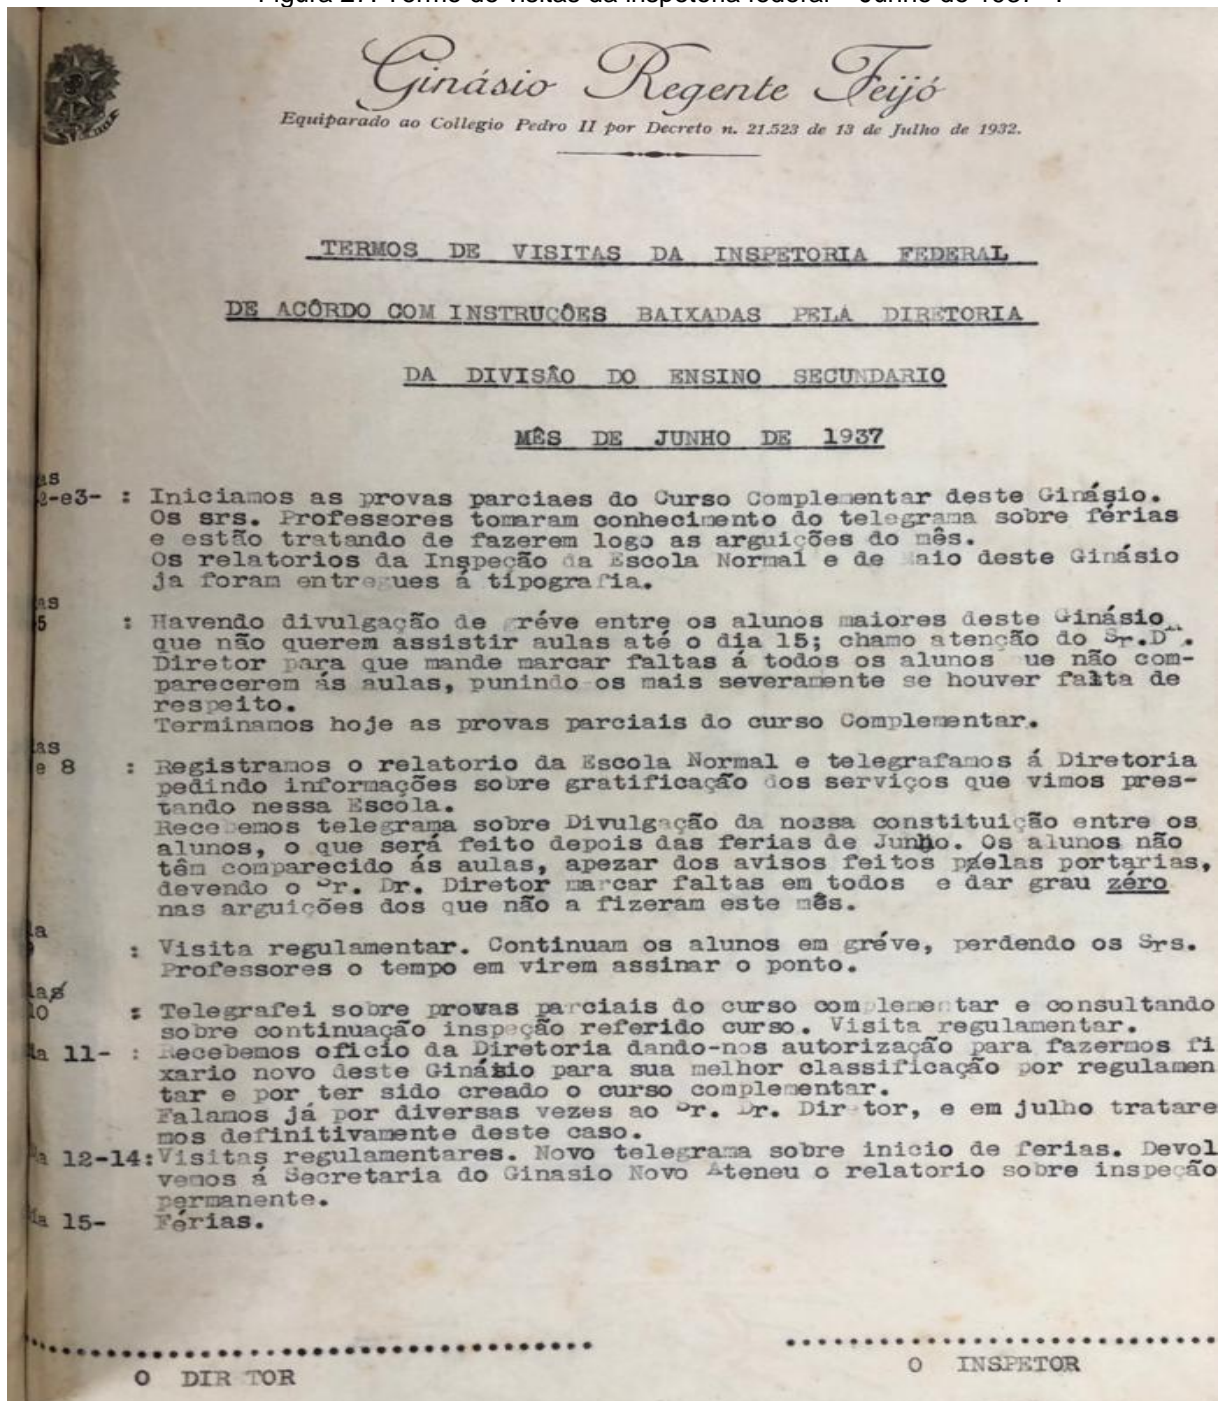 Ginásio Regente Feijó
Equiparado ao Collegio Pedro II por Decreto n. 21.523 de 13 de Julho de 1932.
TERMOS DE VISITAS DA INSPETORIA FEDERAL
DE ACÔRDO COM INSTRUCÔES BAIXADAS PELA DIRETORIA
DA DIVISÃO DO ENSINO SECUNDARIO
MÊS DE JUNHO DE 1937
as
2-e3- : Iniciamos as provas parciaes do Curso Complementar deste Ginásio.
Os srs. Professores tomaram conhecimento do telegrama sobre férias
e estão tratando de fazerem logo as arguições do mês.
Os relatorios da Inspeção da Escola Normal e de Maio deste Ginásio
ja foram entregues á tipografia.
as
5 : Havendo divulgação de gréve entre os alunos maiores deste Ginásio
que não querem assistir aulas até o dia 15; chamo atenção do Sr.D .
Diretor para que mande marcar faltas á todos os alunos ue não com-
parecerem ás aulas, punindo os mais severamente se houver falta de
respeito.
Terminamos hoje as provas parciais do curso Complementar.
as
e 8 : Registramos o relatorio da Escola Normal e telegrafamos á Diretoria
pedindo informações sobre gratificação dos serviços que vimos pres-
tando nessa Escola.
Recebemos telegrama sobre Divulgação da nossa constituição entre os
alunos, o que será feito depois das ferias de Junho. Os alunos não
têm comparecido ás aulas, apezar dos avisos feitos pelas portarias,
devendo o Sr. Dr. Diretor marcar faltas em todos e dar grau zéro
nas arguições dos que não a fizeram este mês.
a
: Visita regulamentar. Continuam os alunos em gréve, perdendo os Srs.
Professores o tempo em virem assinar o ponto.
as
10 : Telegrafei sobre provas parciais do curso complementar e consultando
sobre continuação inspeção referido curso. Visita regulamentar.
a 11- : Recebemos oficio da Diretoria dando-nos autorização para fazermos fi
xario novo deste Ginásio para sua melhor classificação por regulamen
tar e por ter sido creado o curso complementar.
Falamos já por diversas vezes ao Sr. Dr. Dir tor, e em julho tratare
mos definitivamente deste caso.
a 12-14:Visitas regulamentares. Novo telegrama sobre inicio de ferias. Devol
vemos á Secretaria do Ginasio Novo Ateneu o relatorio sobre inspeção
permanente.
a 15- Férias.
O DIR TOR
O INSPETOR